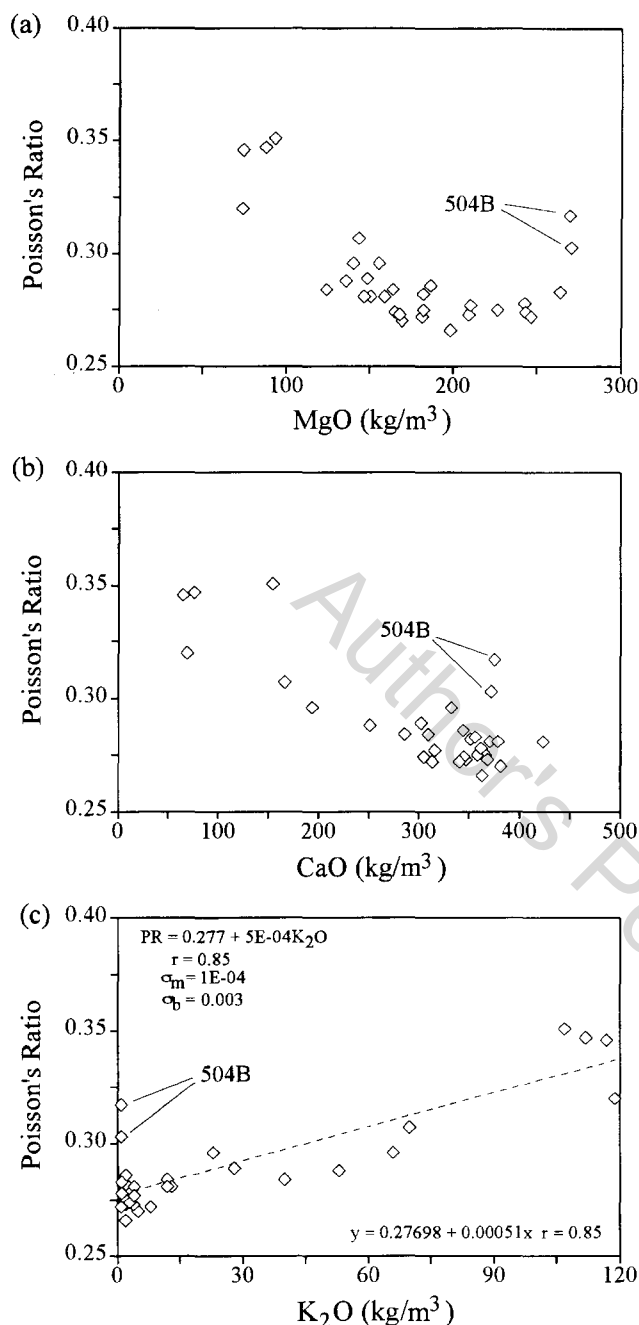 (a)
0.40
0.35
0.30
0.25
Poisson's Ratio
504B
0 100 200 300
MgO (kg/m³)
(b)
0.40
0.35
0.30
0.25
Poisson's Ratio
504B
0 100 200 300 400 500
CaO (kg/m³)
(c)
0.40
0.35
0.30
0.25
Poisson's Ratio
PR = 0.277 + 5E-04K₂O
r = 0.85
σm = 1E-04
σb = 0.003
504B
y = 0.27698 + 0.00051x r = 0.85
0 30 60 90 120
K₂O (kg/m³)
Author's